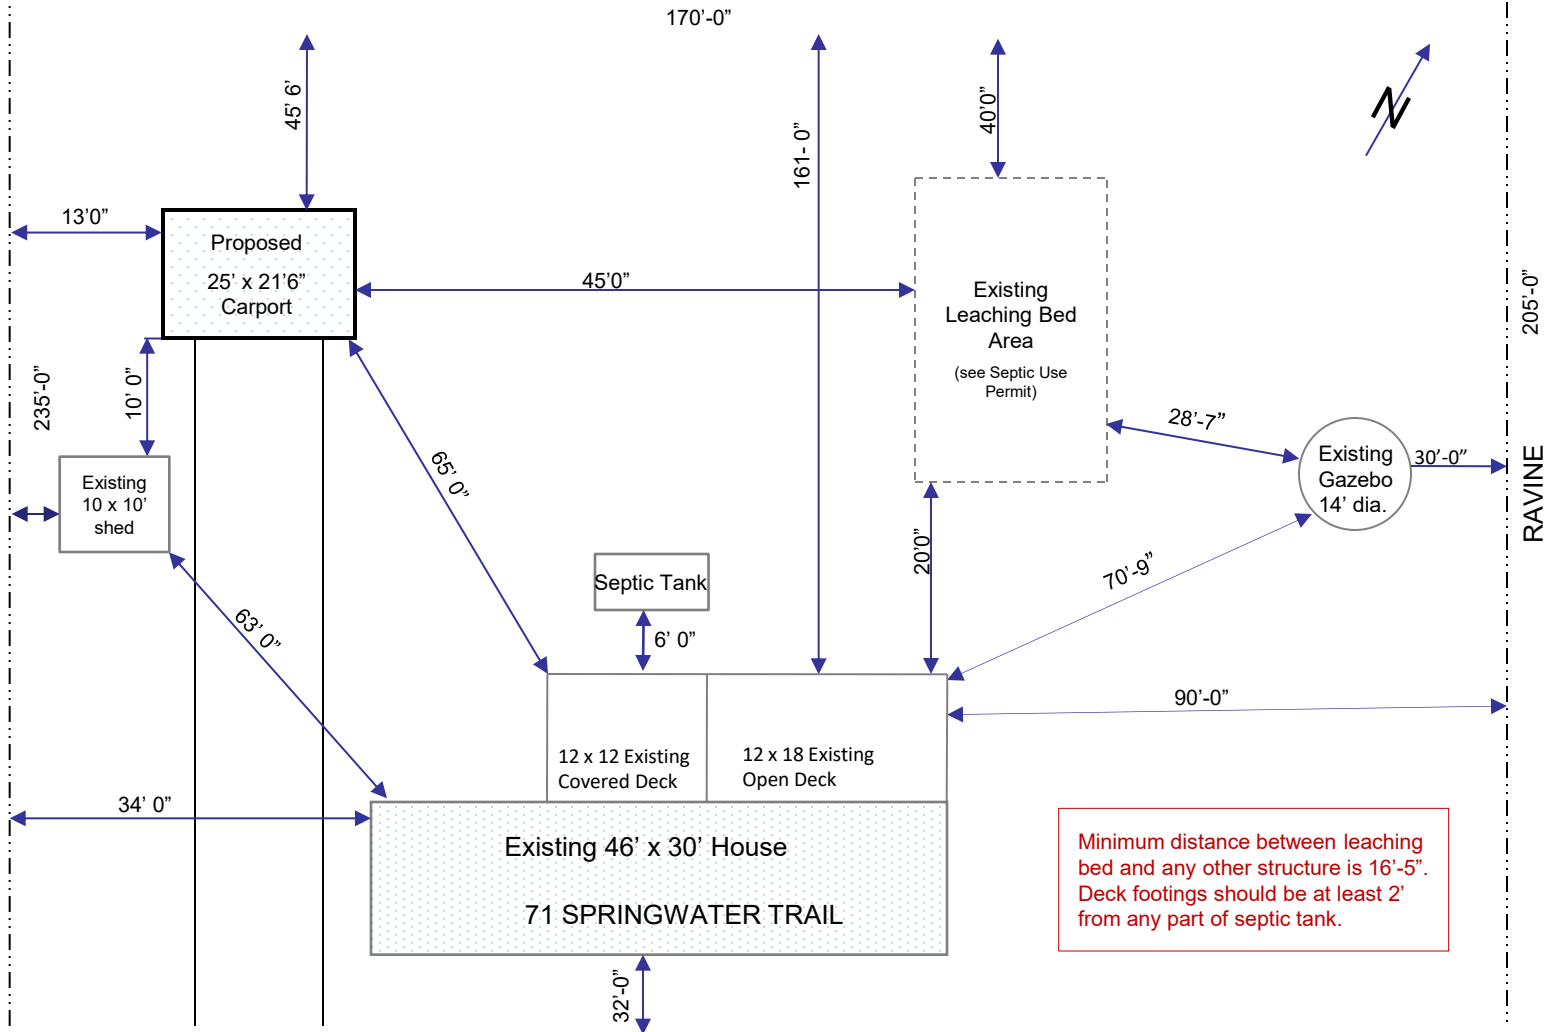 170’-0”
45’ 6’
161- 0”
40’0”
N
13’0”
Proposed
25’ x 21’6”
Carport
45’0”
Existing
Leaching Bed
Area
(see Septic Use
Permit)
205’-0”
235’-0”
10’ 0”
28’-7”
Existing
Gazebo
14’ dia.
30’-0”
RAVINE
Existing
10 x 10’
shed
65’ 0”
20’0”
70’-9”
Septic Tank
6’ 0”
63’ 0”
90’-0”
12 x 12 Existing
Covered Deck
12 x 18 Existing
Open Deck
34’ 0”
Existing 46’ x 30’ House
71 SPRINGWATER TRAIL
Minimum distance between leaching
bed and any other structure is 16’-5”.
Deck footings should be at least 2’
from any part of septic tank.
32’-0”